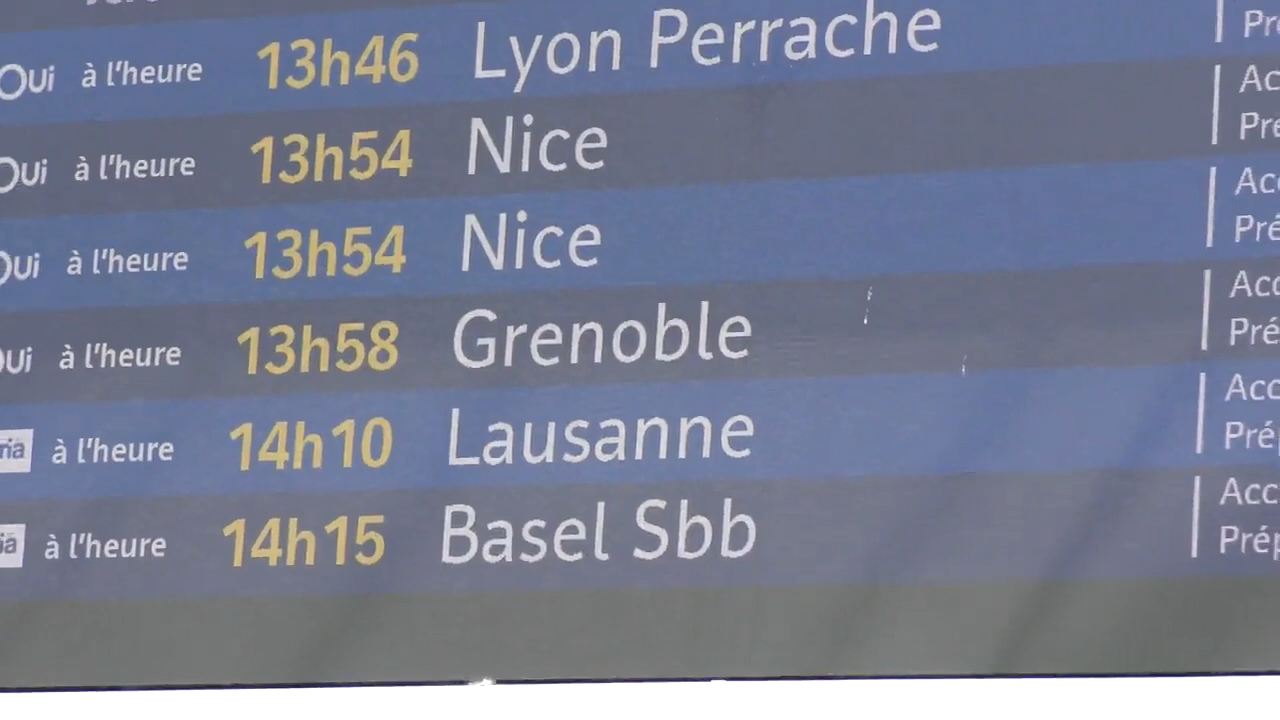 Oui à l'heure 13h46 Lyon Perrache
Oui à l'heure 13h54 Nice
Oui à l'heure 13h54 Nice
Oui à l'heure 13h58 Grenoble
à l'heure 14h10 Lausanne
à l'heure 14h15 Basel Sbb